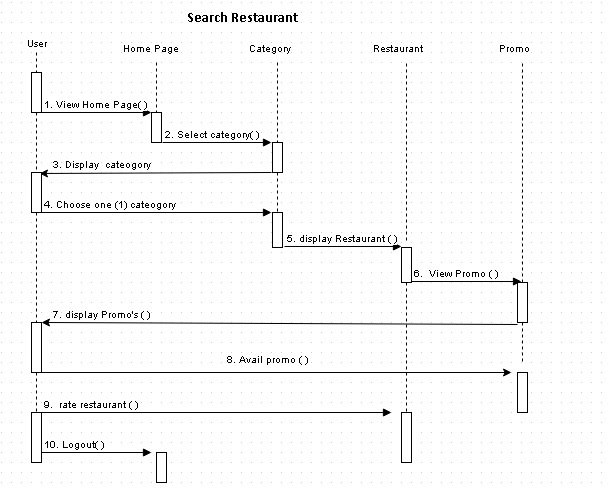 Search Restaurant
User
Home Page
Category
Restaurant
Promo
1. View Home Page( )
2. Select category( )
3. Display cateogory
4. Choose one (1) cateogory
5. display Restaurant ( )
6. View Promo ( )
7. display Promo's ( )
8. Avail promo ( )
9. rate restaurant ( )
10. Logout( )